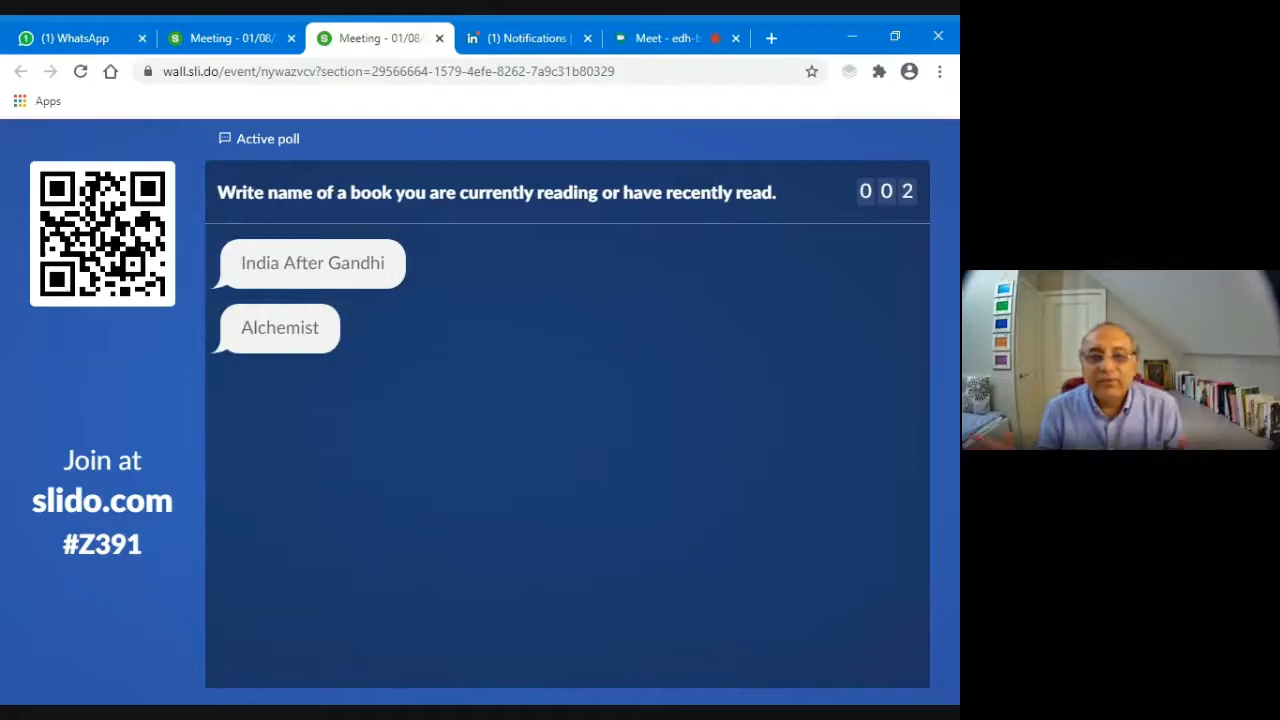 (1) WhatsApp
Meeting - 01/08/
Meeting - 01/08/
(1) Notifications |
Meet - edh-b
wall.sli.do/event/nywazvcv?section=29566664-1579-4efe-8262-7a9c31b80329
Apps
Active poll
Write name of a book you are currently reading or have recently read.
0 0 2
India After Gandhi
Alchemist
Join at
slido.com
#Z391